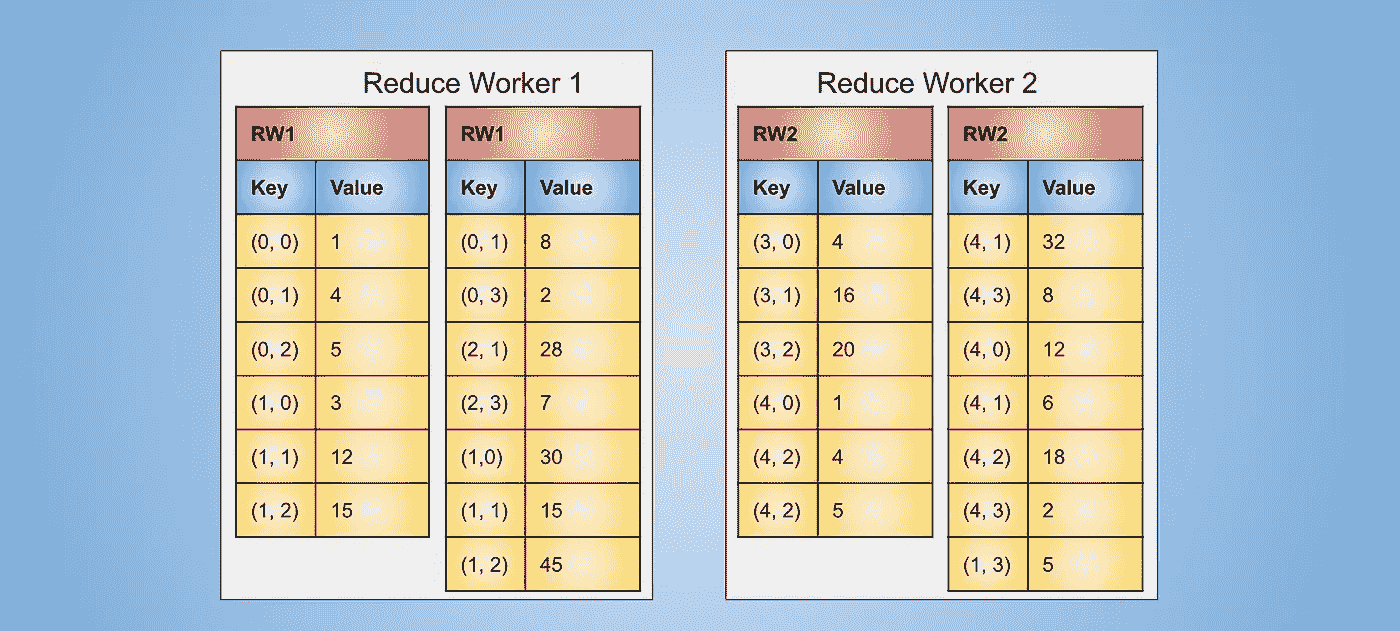 Reduce Worker 1
RW1
Key Value
(0, 0) 1
(0, 1) 4
(0, 2) 5
(1, 0) 3
(1, 1) 12
(1, 2) 15
RW1
Key Value
(0, 1) 8
(0, 3) 2
(2, 1) 28
(2, 3) 7
(1,0) 30
(1, 1) 15
(1, 2) 45
Reduce Worker 2
RW2
Key Value
(3, 0) 4
(3, 1) 16
(3, 2) 20
(4, 0) 1
(4, 2) 4
(4, 2) 5
RW2
Key Value
(4, 1) 32
(4, 3) 8
(4, 0) 12
(4, 1) 6
(4, 2) 18
(4, 3) 2
(1, 3) 5